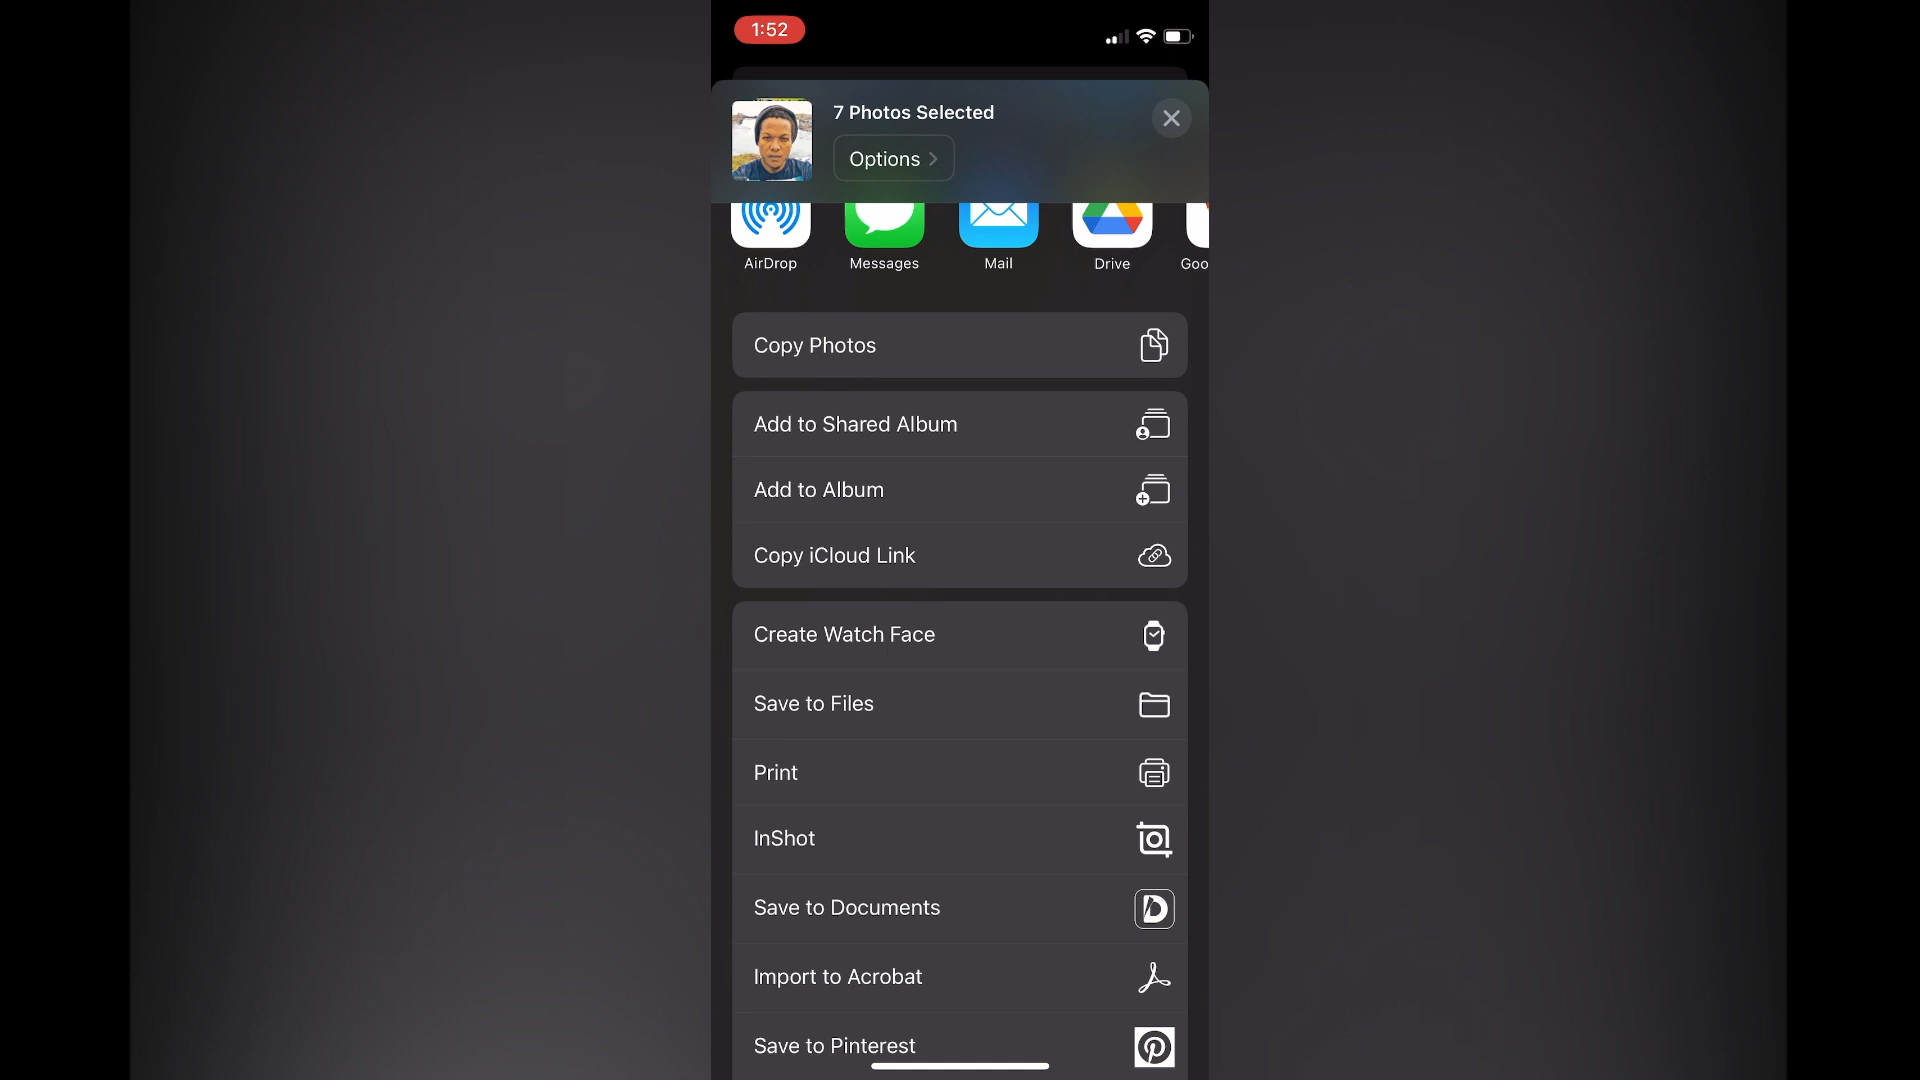 1:52
7 Photos Selected
Options
AirDrop
Messages
Mail
Drive
Goo
Copy Photos
Add to Shared Album
Add to Album
Copy iCloud Link
Create Watch Face
Save to Files
Print
InShot
Save to Documents
Import to Acrobat
Save to Pinterest